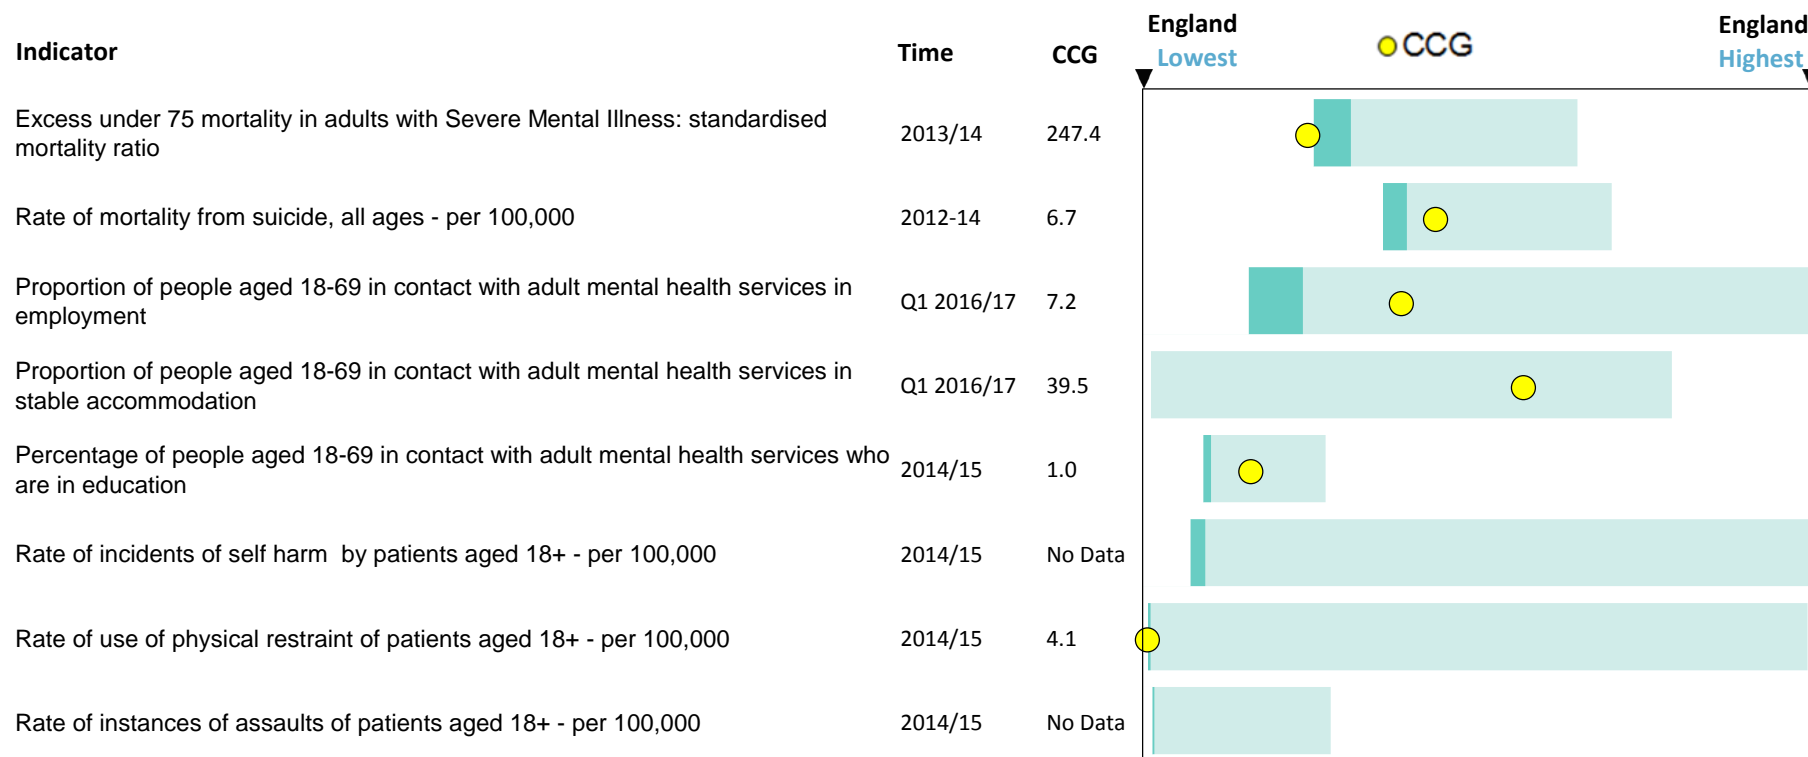 England England
Indicator Time CCG Lowest CCG Highest
Excess under 75 mortality in adults with Severe Mental Illness: standardised
mortality ratio 2013/14 247.4
Rate of mortality from suicide, all ages - per 100,000 2012-14 6.7
Proportion of people aged 18-69 in contact with adult mental health services in
employment Q1 2016/17 7.2
Proportion of people aged 18-69 in contact with adult mental health services in
stable accommodation Q1 2016/17 39.5
Percentage of people aged 18-69 in contact with adult mental health services who
are in education 2014/15 1.0
Rate of incidents of self harm by patients aged 18+ - per 100,000 2014/15 No Data
Rate of use of physical restraint of patients aged 18+ - per 100,000 2014/15 4.1
Rate of instances of assaults of patients aged 18+ - per 100,000 2014/15 No Data